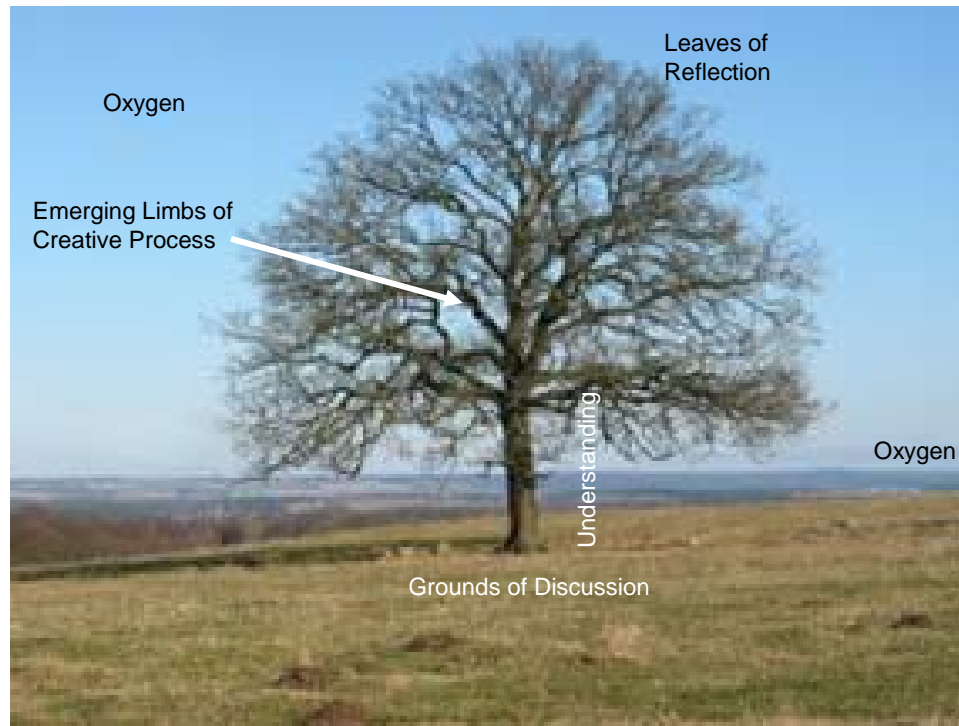 Leaves of
Reflection
Oxygen
Emerging Limbs of
Creative Process
Understanding
Oxygen
Grounds of Discussion